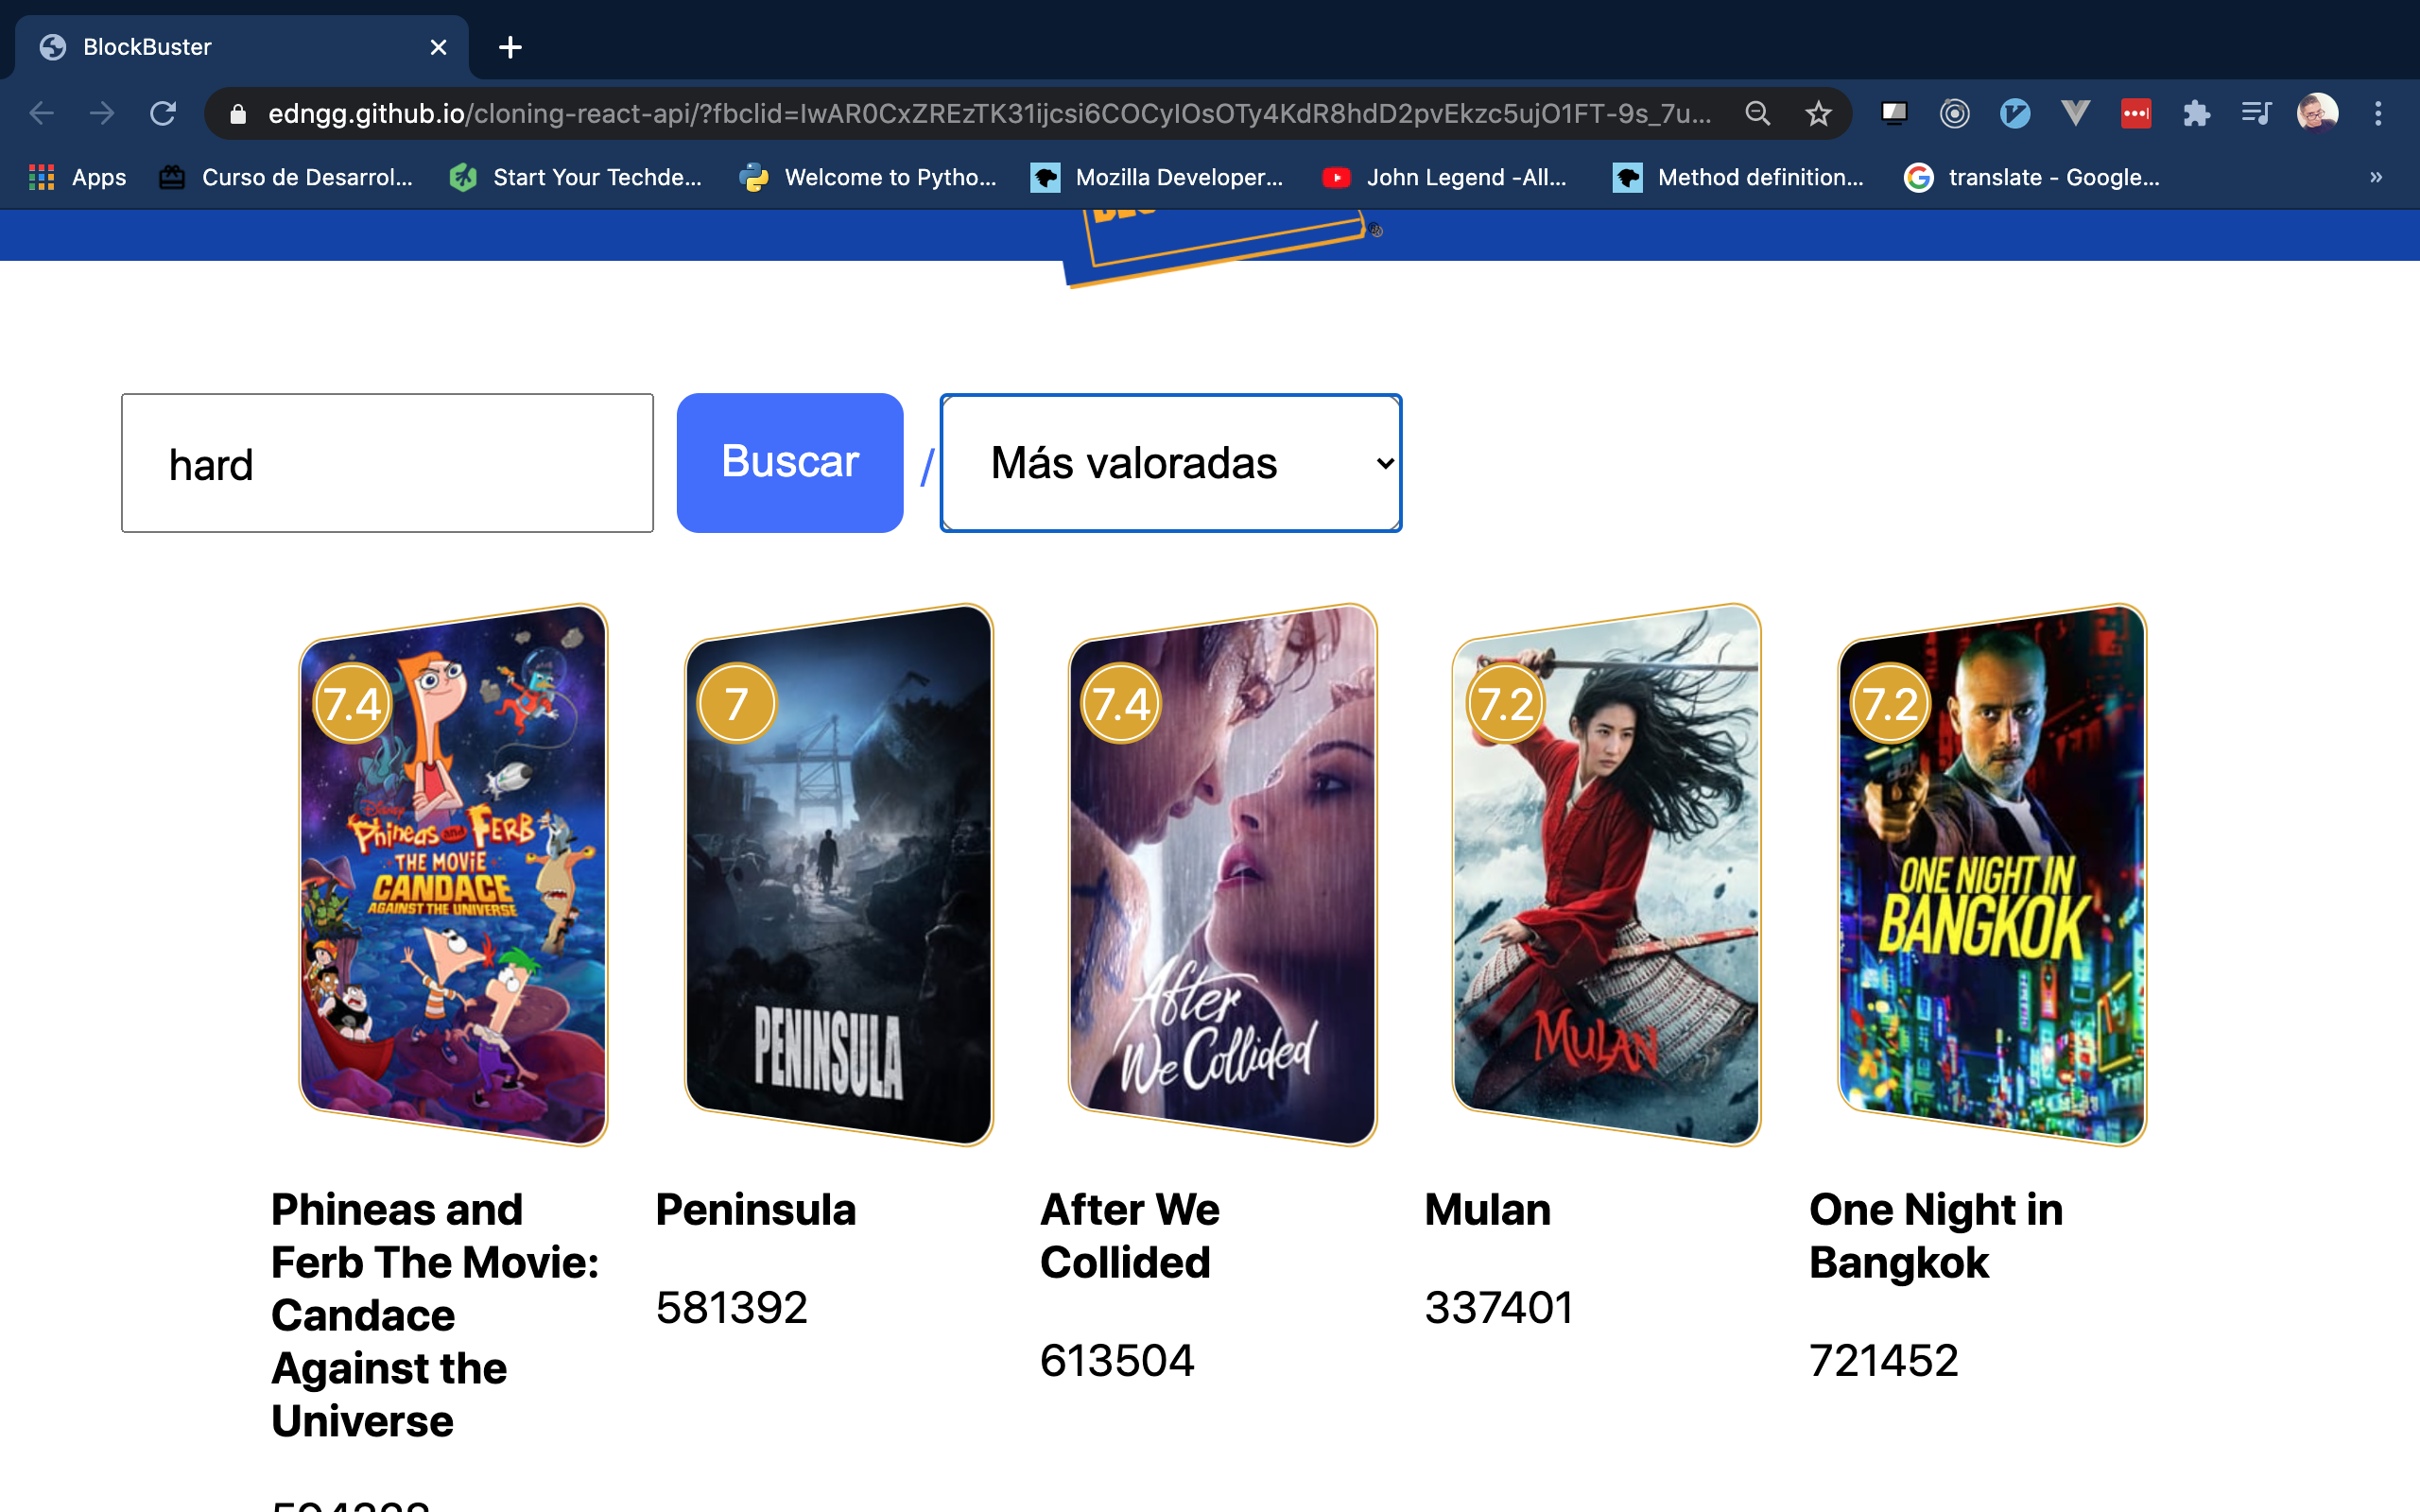 BlockBuster
edngg.github.io/cloning-react-api/?fbclid=IwAR0CxZREzTK31ijcsi6COCyIOsOTy4KdR8hdD2pvEkzc5ujO1FT-9s_7u...
Apps Curso de Desarrol... Start Your Techde... Welcome to Pytho... Mozilla Developer... John Legend -All... Method definition... translate - Google... »
hard Buscar / Más valoradas
7.4 7 7.4 7.2 7.2
Disney
Phineas and Ferb
THE MOVIE
CANDACE
AGAINST THE UNIVERSE
PENINSULA
After
We Collided
MULAN
ONE NIGHT IN
BANGKOK
Phineas and
Ferb The Movie:
Candace
Against the
Universe
Peninsula
581392
After We
Collided
613504
Mulan
337401
One Night in
Bangkok
721452